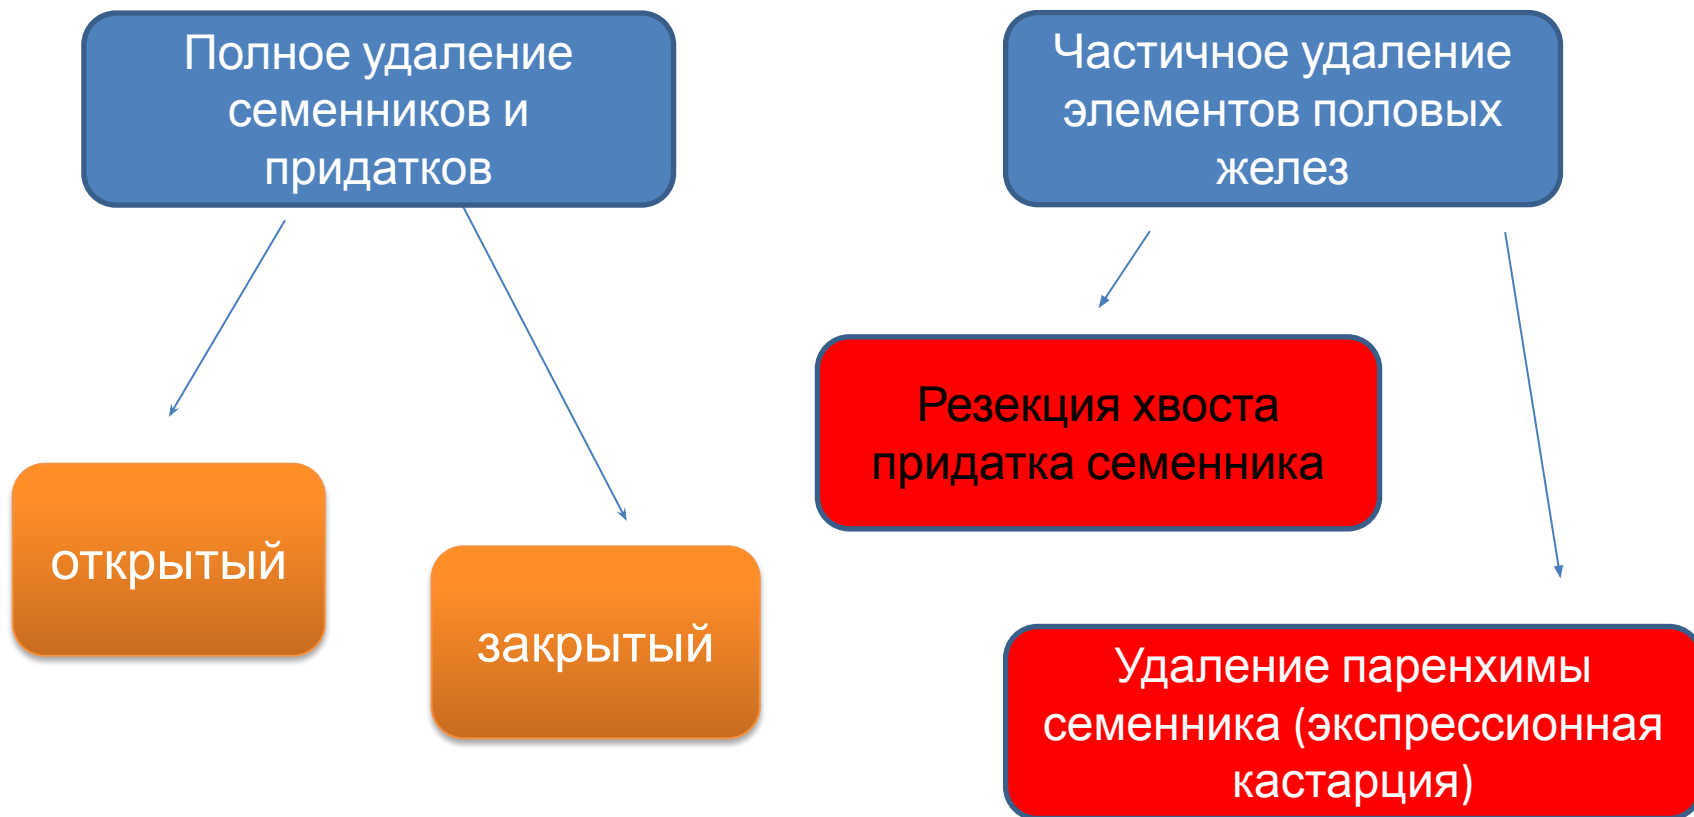 Полное удаление
семенников и
придатков
Частичное удаление
элементов половых
желез
Резекция хвоста
придатка семенника
открытый
закрытый
Удаление паренхимы
семенника (экспрессионная
кастарция)